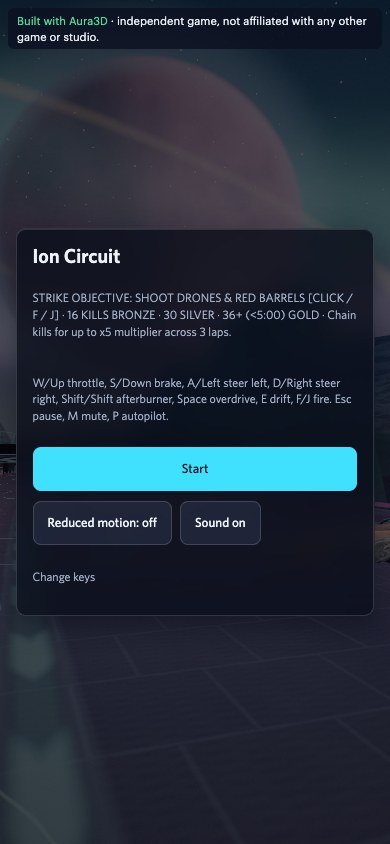 Built with Aura3D · independent game, not affiliated with any other
game or studio.
Ion Circuit
STRIKE OBJECTIVE: SHOOT DRONES & RED BARRELS [CLICK /
F / J] · 16 KILLS BRONZE · 30 SILVER · 36+ (<5:00) GOLD · Chain
kills for up to x5 multiplier across 3 laps.
W/Up throttle, S/Down brake, A/Left steer left, D/Right steer
right, Shift/Shift afterburner, Space overdrive, E drift, F/J fire. Esc
pause, M mute, P autopilot.
Start
Reduced motion: off
Sound on
Change keys